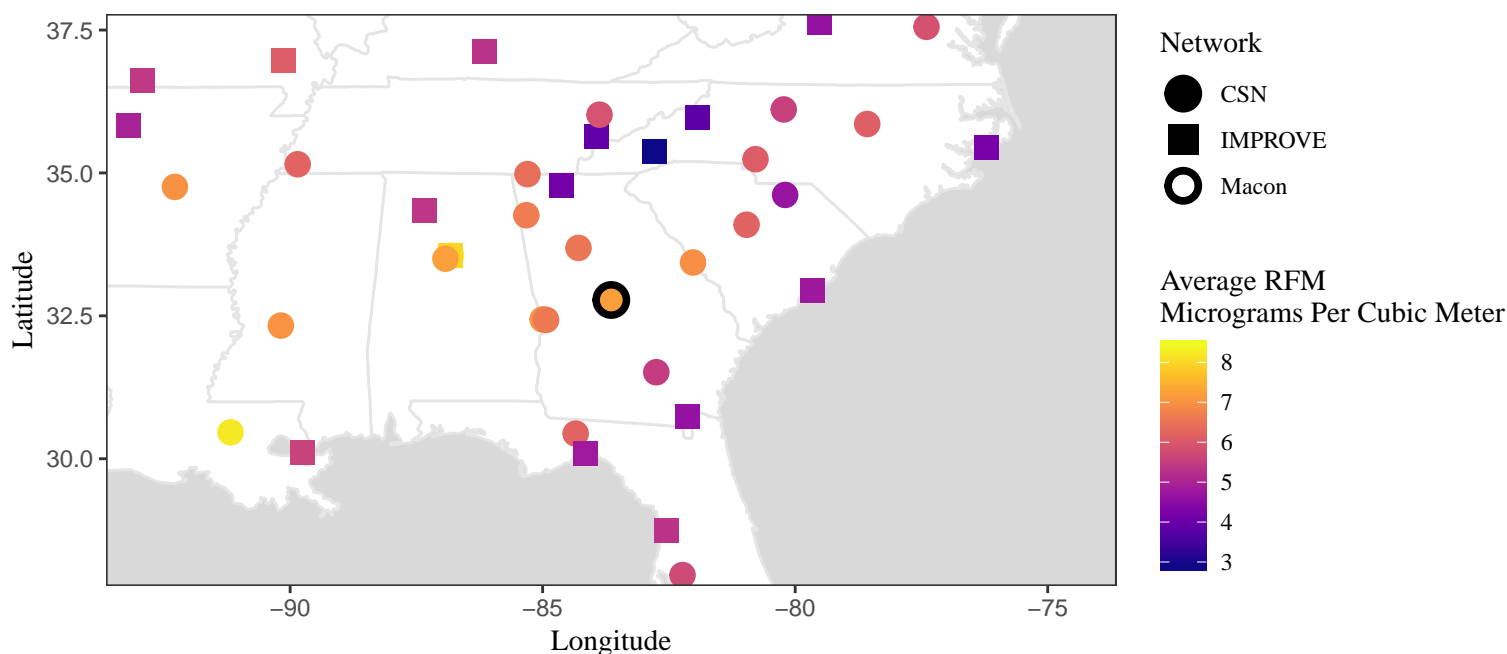 37.5
35.0
32.5
30.0
Latitude
−90
−85
−80
−75
Longitude
Network
CSN
IMPROVE
Macon
Average RFM
Micrograms Per Cubic Meter
8
7
6
5
4
3